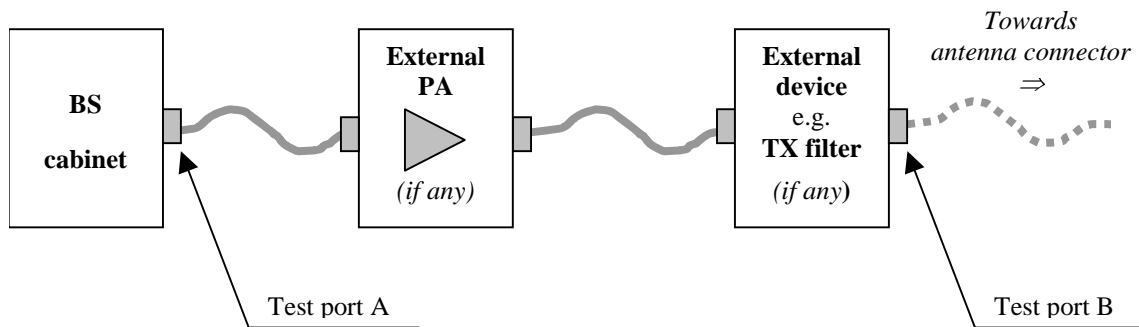 BS
cabinet
External
PA
(if any)
External
device
e.g.
TX filter
(if any)
Towards
antenna connector
⇒
Test port A
Test port B